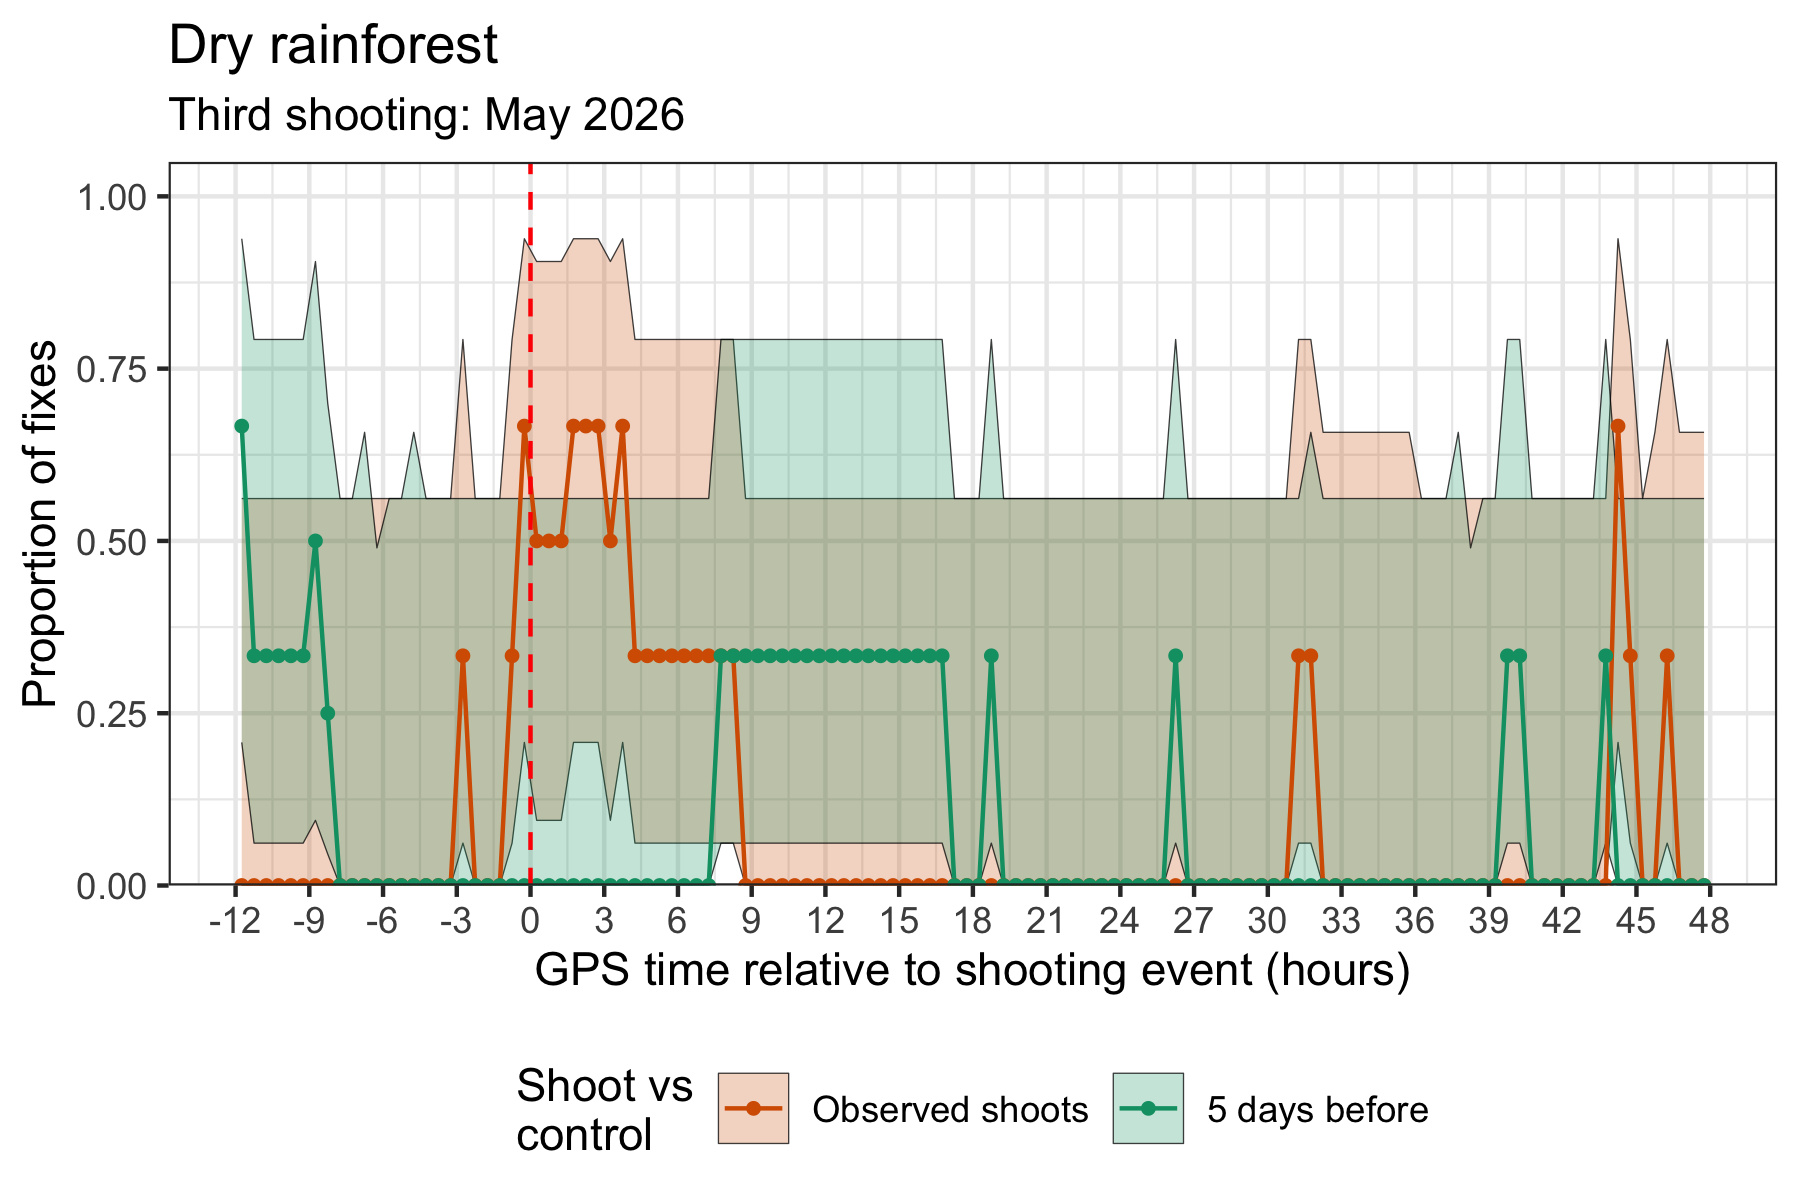 Dry rainforest
Third shooting: May 2026
1.00
0.75
0.50
0.25
0.00
Proportion of fixes
-12 -9 -6 -3 0 3 6 9 12 15 18 21 24 27 30 33 36 39 42 45 48
GPS time relative to shooting event (hours)
Shoot vs
control
Observed shoots
5 days before